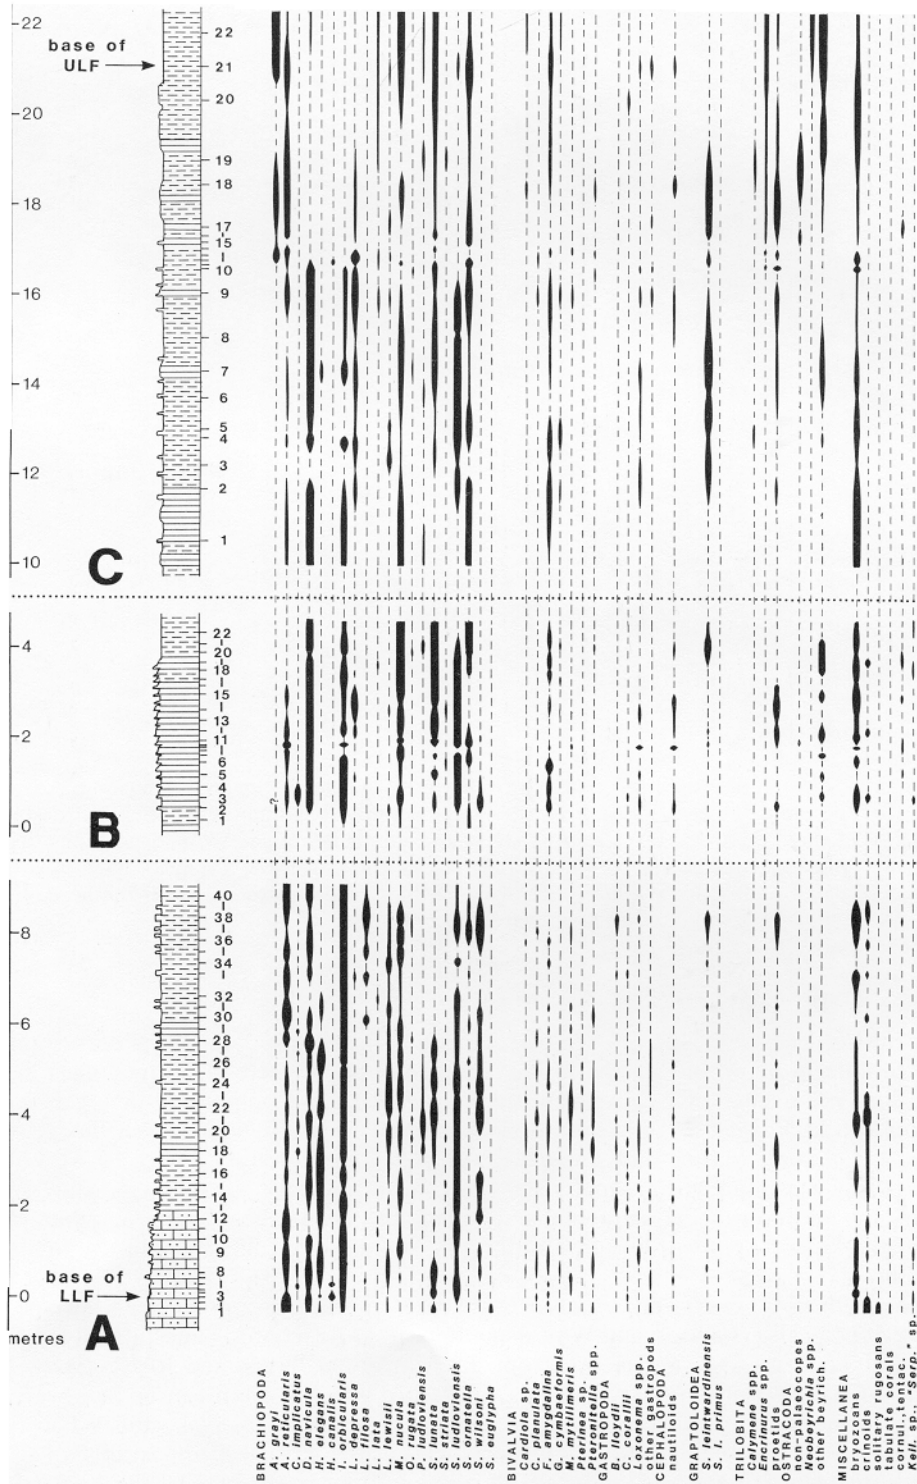 22
base of
ULF
20
18
16
14
12
10
C
22
21
20
19
18
17
15
10
9
8
7
6
5
4
3
2
1
4
2
0
B
22
20
18
15
13
11
6
5
4
3
2
1
?
8
6
4
2
0
base of
LLF
metres
A
40
38
36
34
32
30
28
26
24
22
20
18
16
14
12
10
9
8
3
1
BRACHIOPODA
A. grayi
A. reticularis
C. implicatus
D. navicula
H. elegans
H. canalis
I. orbicularis
L. depressa
L. filosa
L. lata
L. lewisii
M. nucula
O. rugata
P. ludloviensis
S. lunata
S. striata
S. ludloviensis
S. ornatella
S. wilsoni
S. euglypha
BIVALVIA
Cardiola sp.
C. planulata
F. amygdalina
G. cymbaeformis
M. mytilimeris
Pterinea sp.
Pteronitella spp.
GASTROPODA
B. lloydii
C. corallii
Loxonema spp.
other gastropods
CEPHALOPODA
nautiloids
GRAPTOLOIDEA
S. leintwardinensis
S. I. primus
TRILOBITA
Calymene spp.
Encrinurus spp.
proetids
OSTRACODA
non-palaeocopes
Neobeyrichia spp.
other beyrich.
MISCELLANEA
bryozoans
crinoids
solitary rugosans
tabulate corals
cornul.,tentac.
Keil. sp., "Serp." sp.